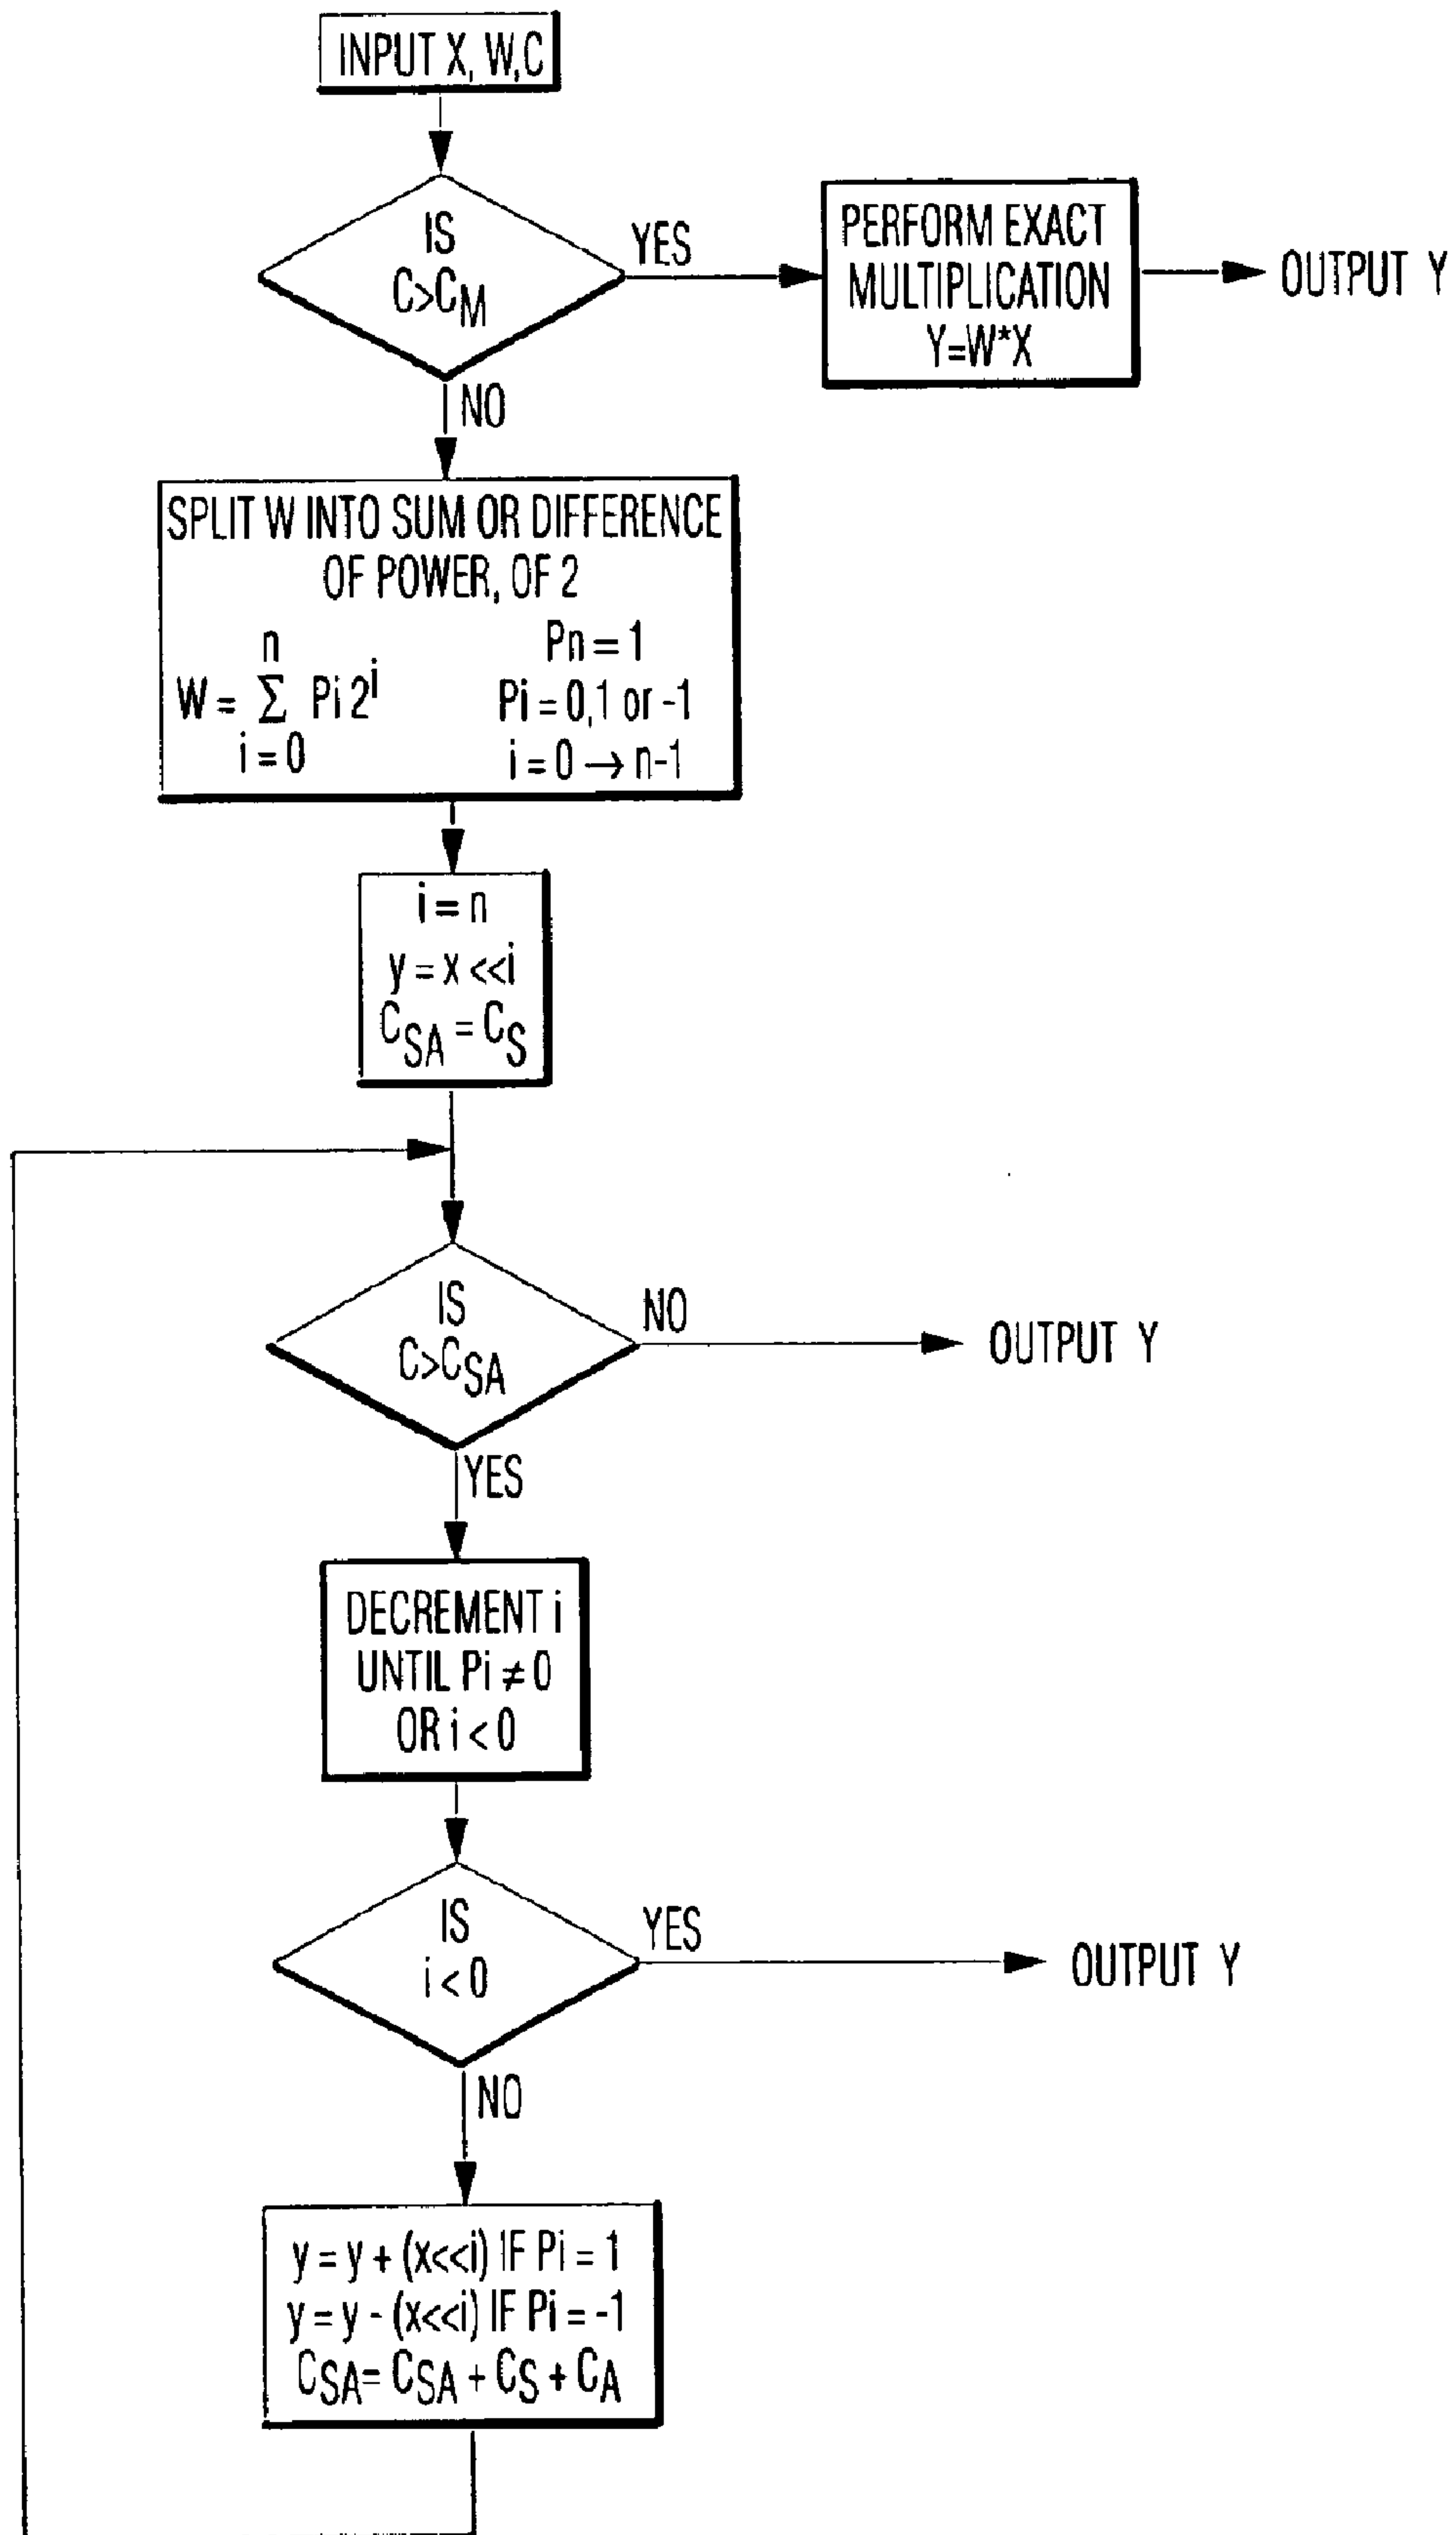 INPUT X, W,C
IS
C>CM
YES
PERFORM EXACT
MULTIPLICATION
Y=W*X
OUTPUT Y
NO
SPLIT W INTO SUM OR DIFFERENCE
OF POWER, OF 2
n
W = Σ Pi 2^i
i = 0
Pn = 1
Pi = 0,1 or -1
i = 0 → n-1
i = n
y = x <<i
CSA = CS
IS
C>CSA
NO
OUTPUT Y
YES
DECREMENT i
UNTIL Pi ≠ 0
OR i < 0
IS
i < 0
YES
OUTPUT Y
NO
y = y + (x<<i) IF Pi = 1
y = y - (x<<i) IF Pi = -1
CSA= CSA + CS + CA